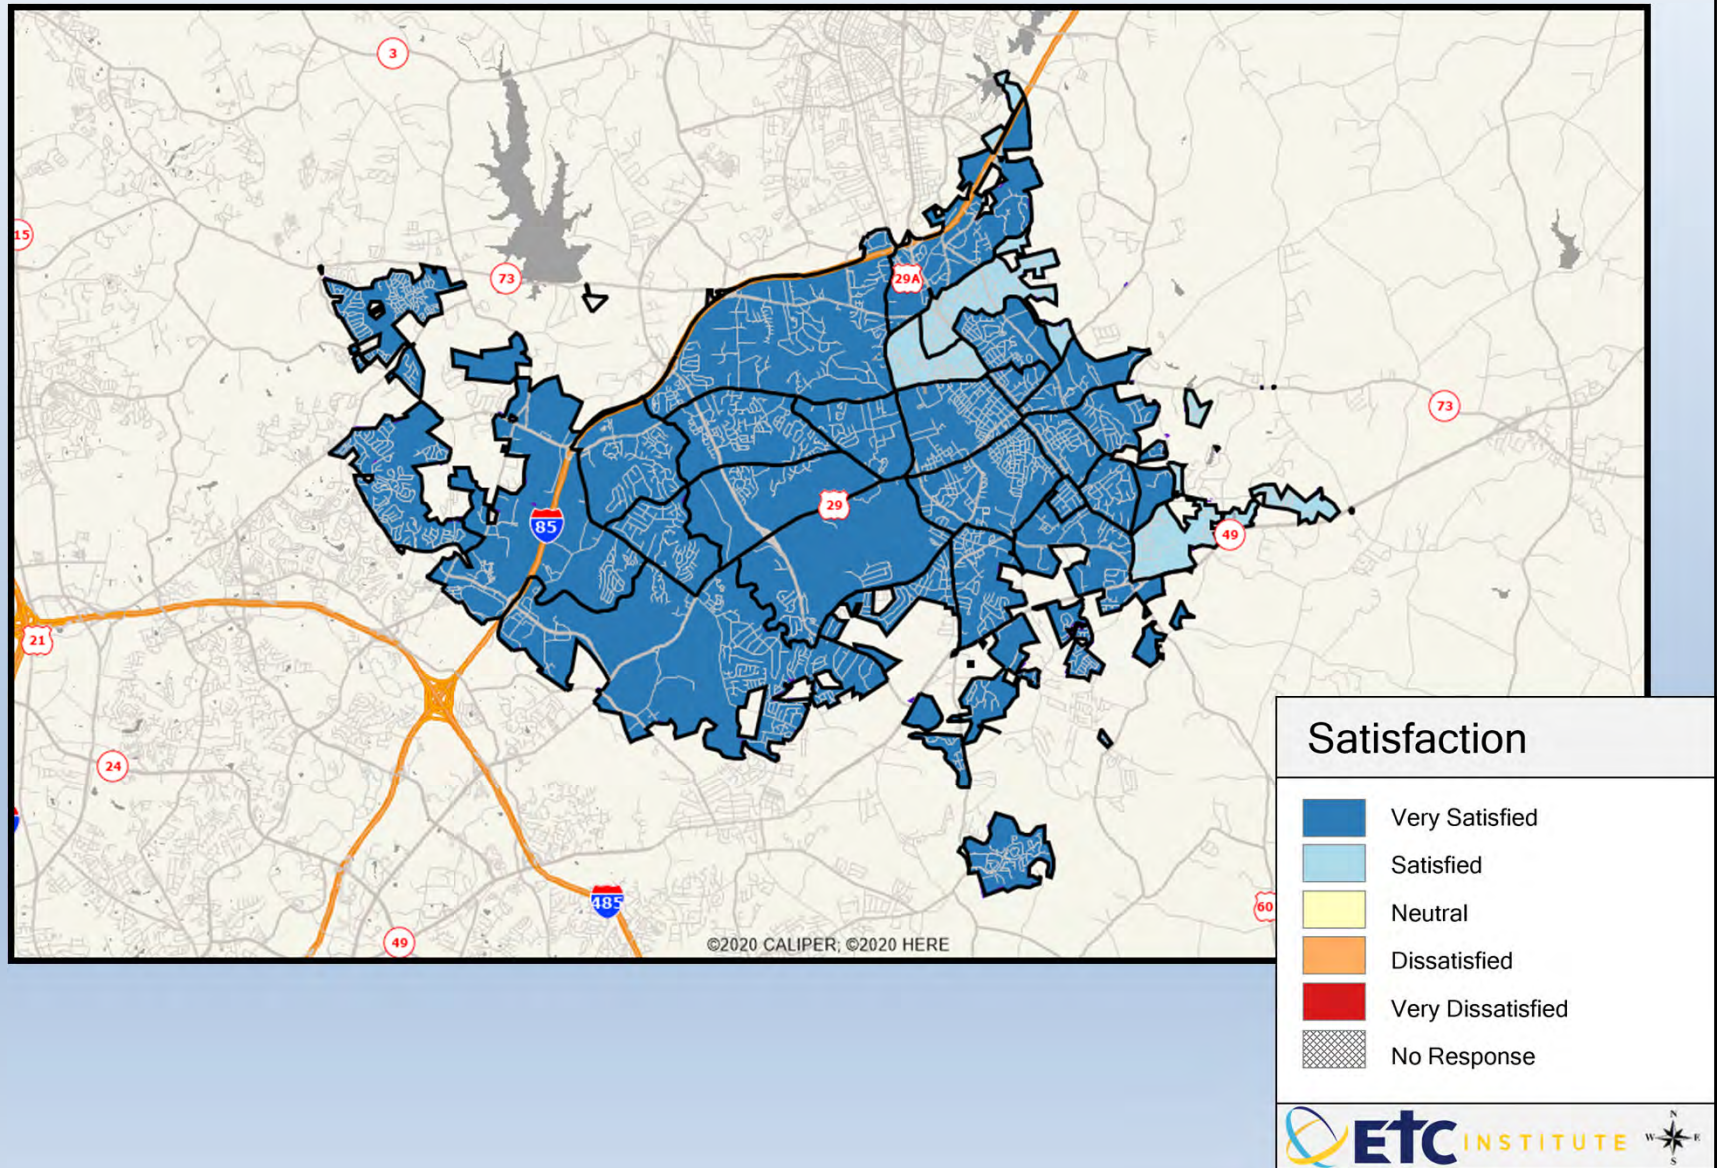 3
15
73
29A
73
29
85
49
21
24
485
49
60
©2020 CALIPER; ©2020 HERE
Satisfaction
Very Satisfied
Satisfied
Neutral
Dissatisfied
Very Dissatisfied
No Response
ETC INSTITUTE
N
W E
S